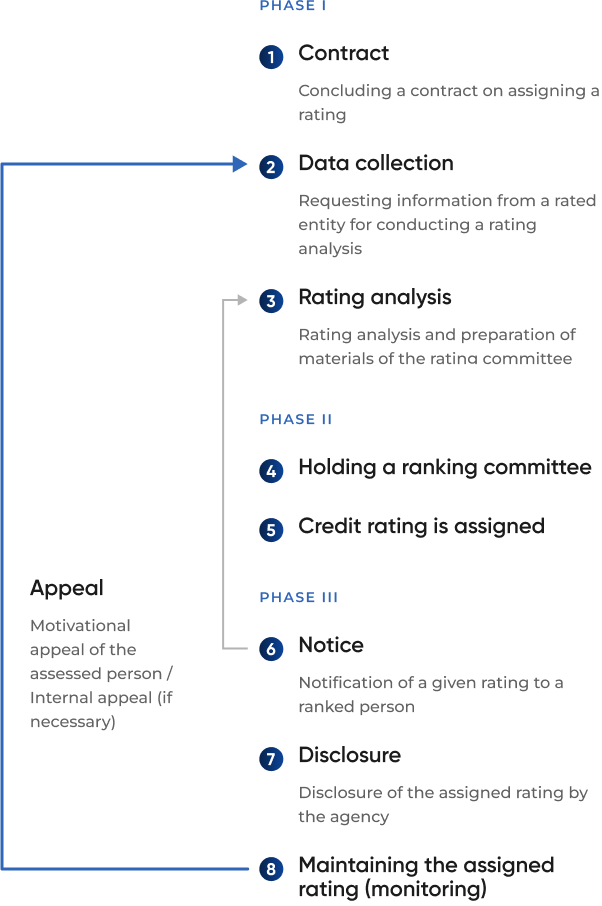 PHASE I
1 Contract
Concluding a contract on assigning a
rating
2 Data collection
Requesting information from a rated
entity for conducting a rating
analysis
3 Rating analysis
Rating analysis and preparation of
materials of the rating committee
PHASE II
4 Holding a ranking committee
5 Credit rating is assigned
Appeal
Motivational
appeal of the
assessed person /
Internal appeal (if
necessary)
PHASE III
6 Notice
Notification of a given rating to a
ranked person
7 Disclosure
Disclosure of the assigned rating by
the agency
8 Maintaining the assigned
rating (monitoring)